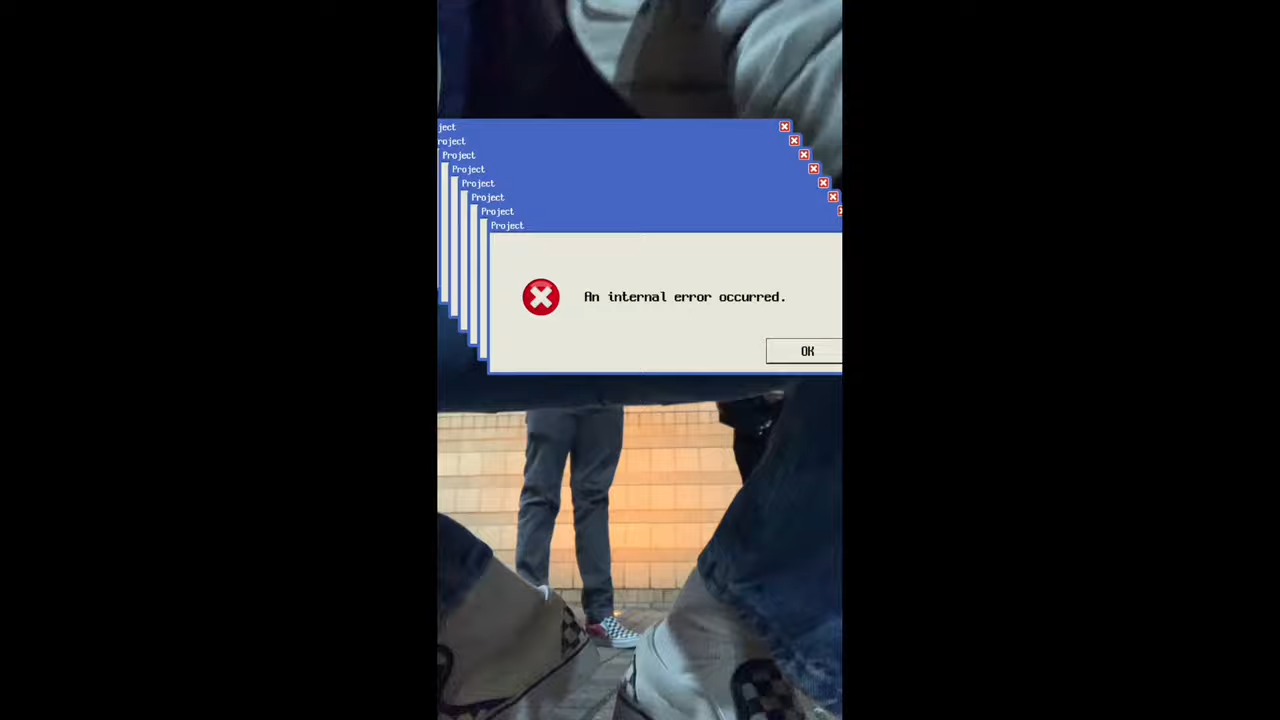 ject
roject
Project
Project
Project
Project
Project
Project
An internal error occurred.
OK